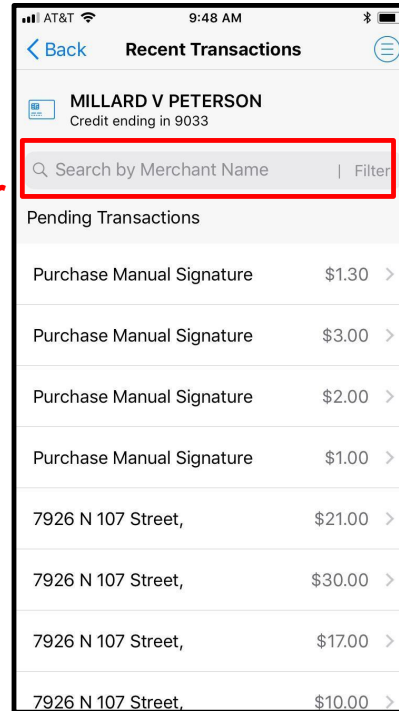 AT&T 9:48 AM
Back Recent Transactions
MILLARD V PETERSON
Credit ending in 9033
Search by Merchant Name | Filter
Pending Transactions
Purchase Manual Signature $1.30
Purchase Manual Signature $3.00
Purchase Manual Signature $2.00
Purchase Manual Signature $1.00
7926 N 107 Street, $21.00
7926 N 107 Street, $30.00
7926 N 107 Street, $17.00
7926 N 107 Street, $10.00